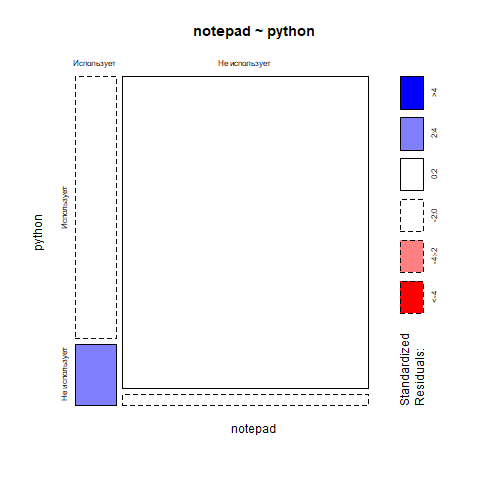 notepad ~ python
Использует
Не использует
python
Использует
Не использует
notepad
>4
2:4
0:2
-2:0
-4:-2
<-4
Standardized
Residuals: